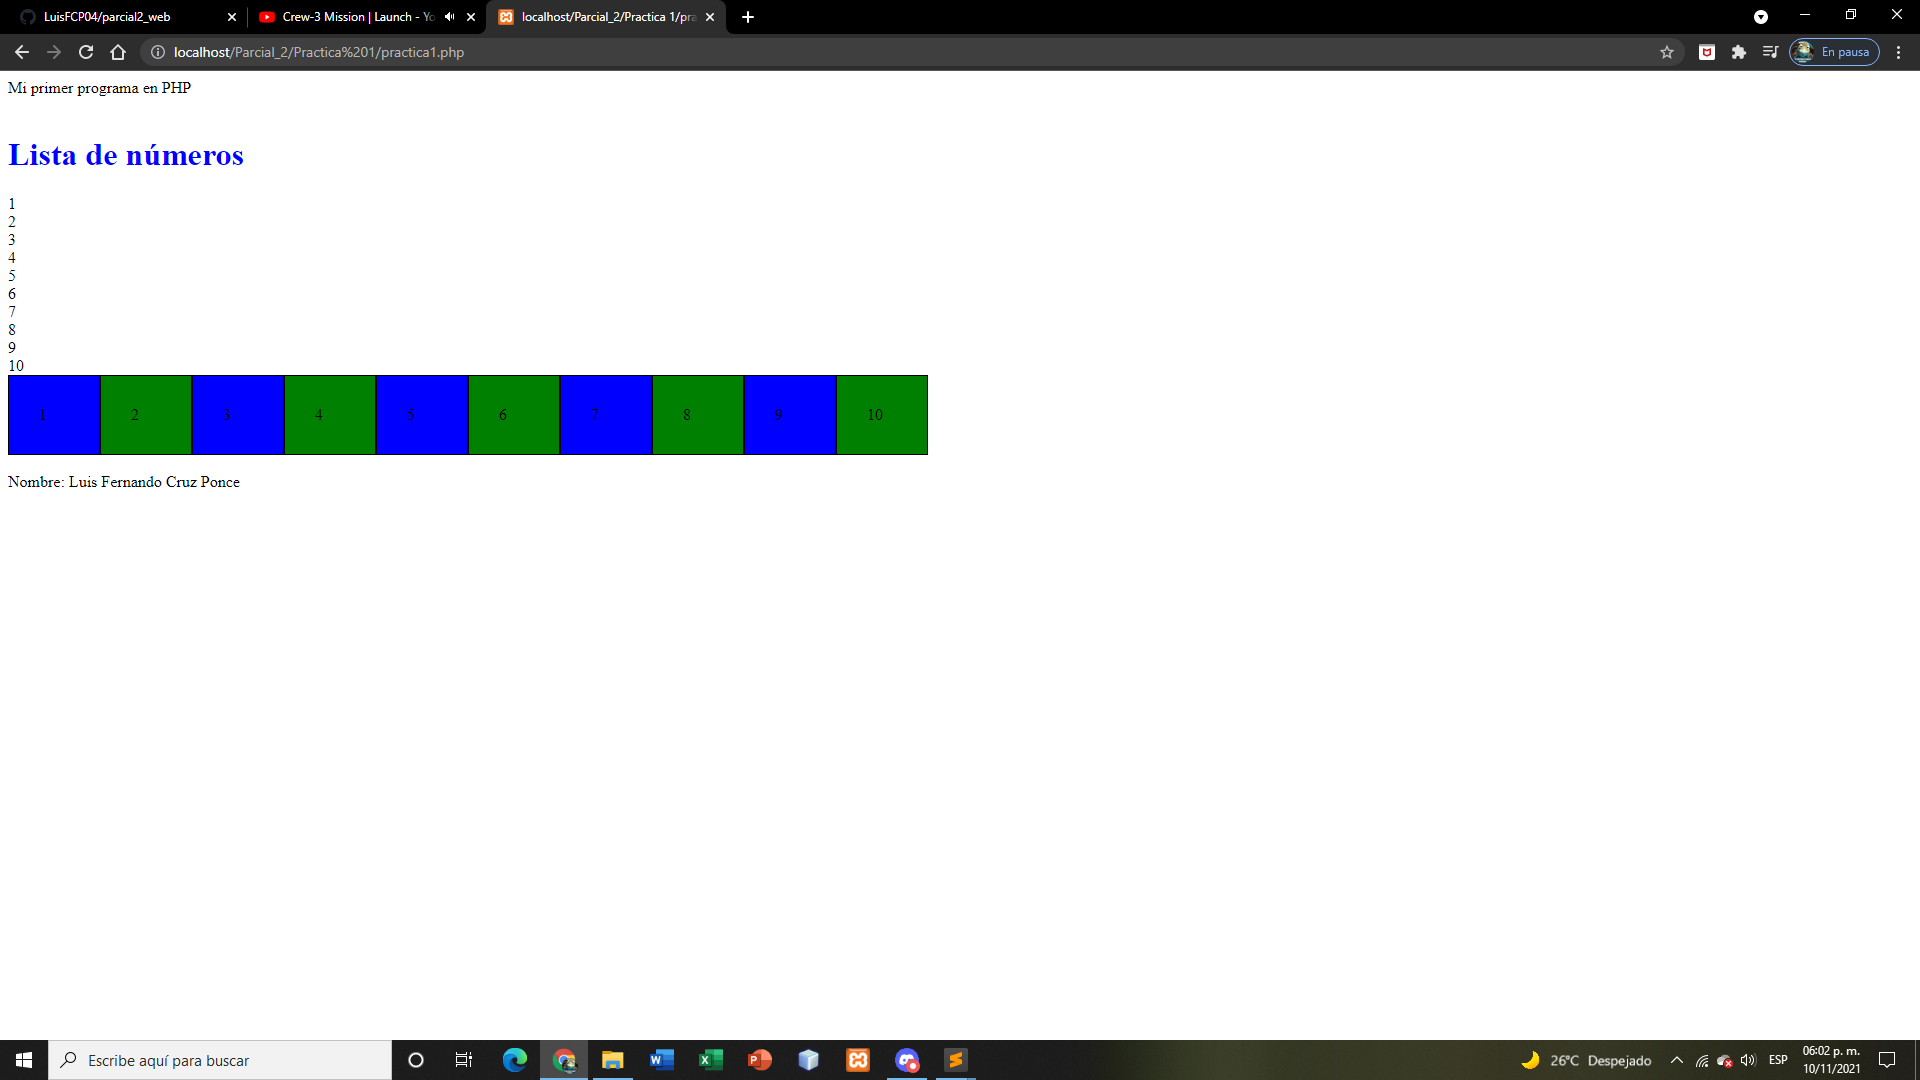 LuisFCP04/parcial2_web
Crew-3 Mission | Launch - Yo
localhost/Parcial_2/Practica 1/pra
localhost/Parcial_2/Practica%201/practica1.php
En pausa
Mi primer programa en PHP
Lista de números
1
2
3
4
5
6
7
8
9
10
1 2 3 4 5 6 7 8 9 10
Nombre: Luis Fernando Cruz Ponce
Escribe aquí para buscar
26°C Despejado
ESP
06:02 p. m.
10/11/2021